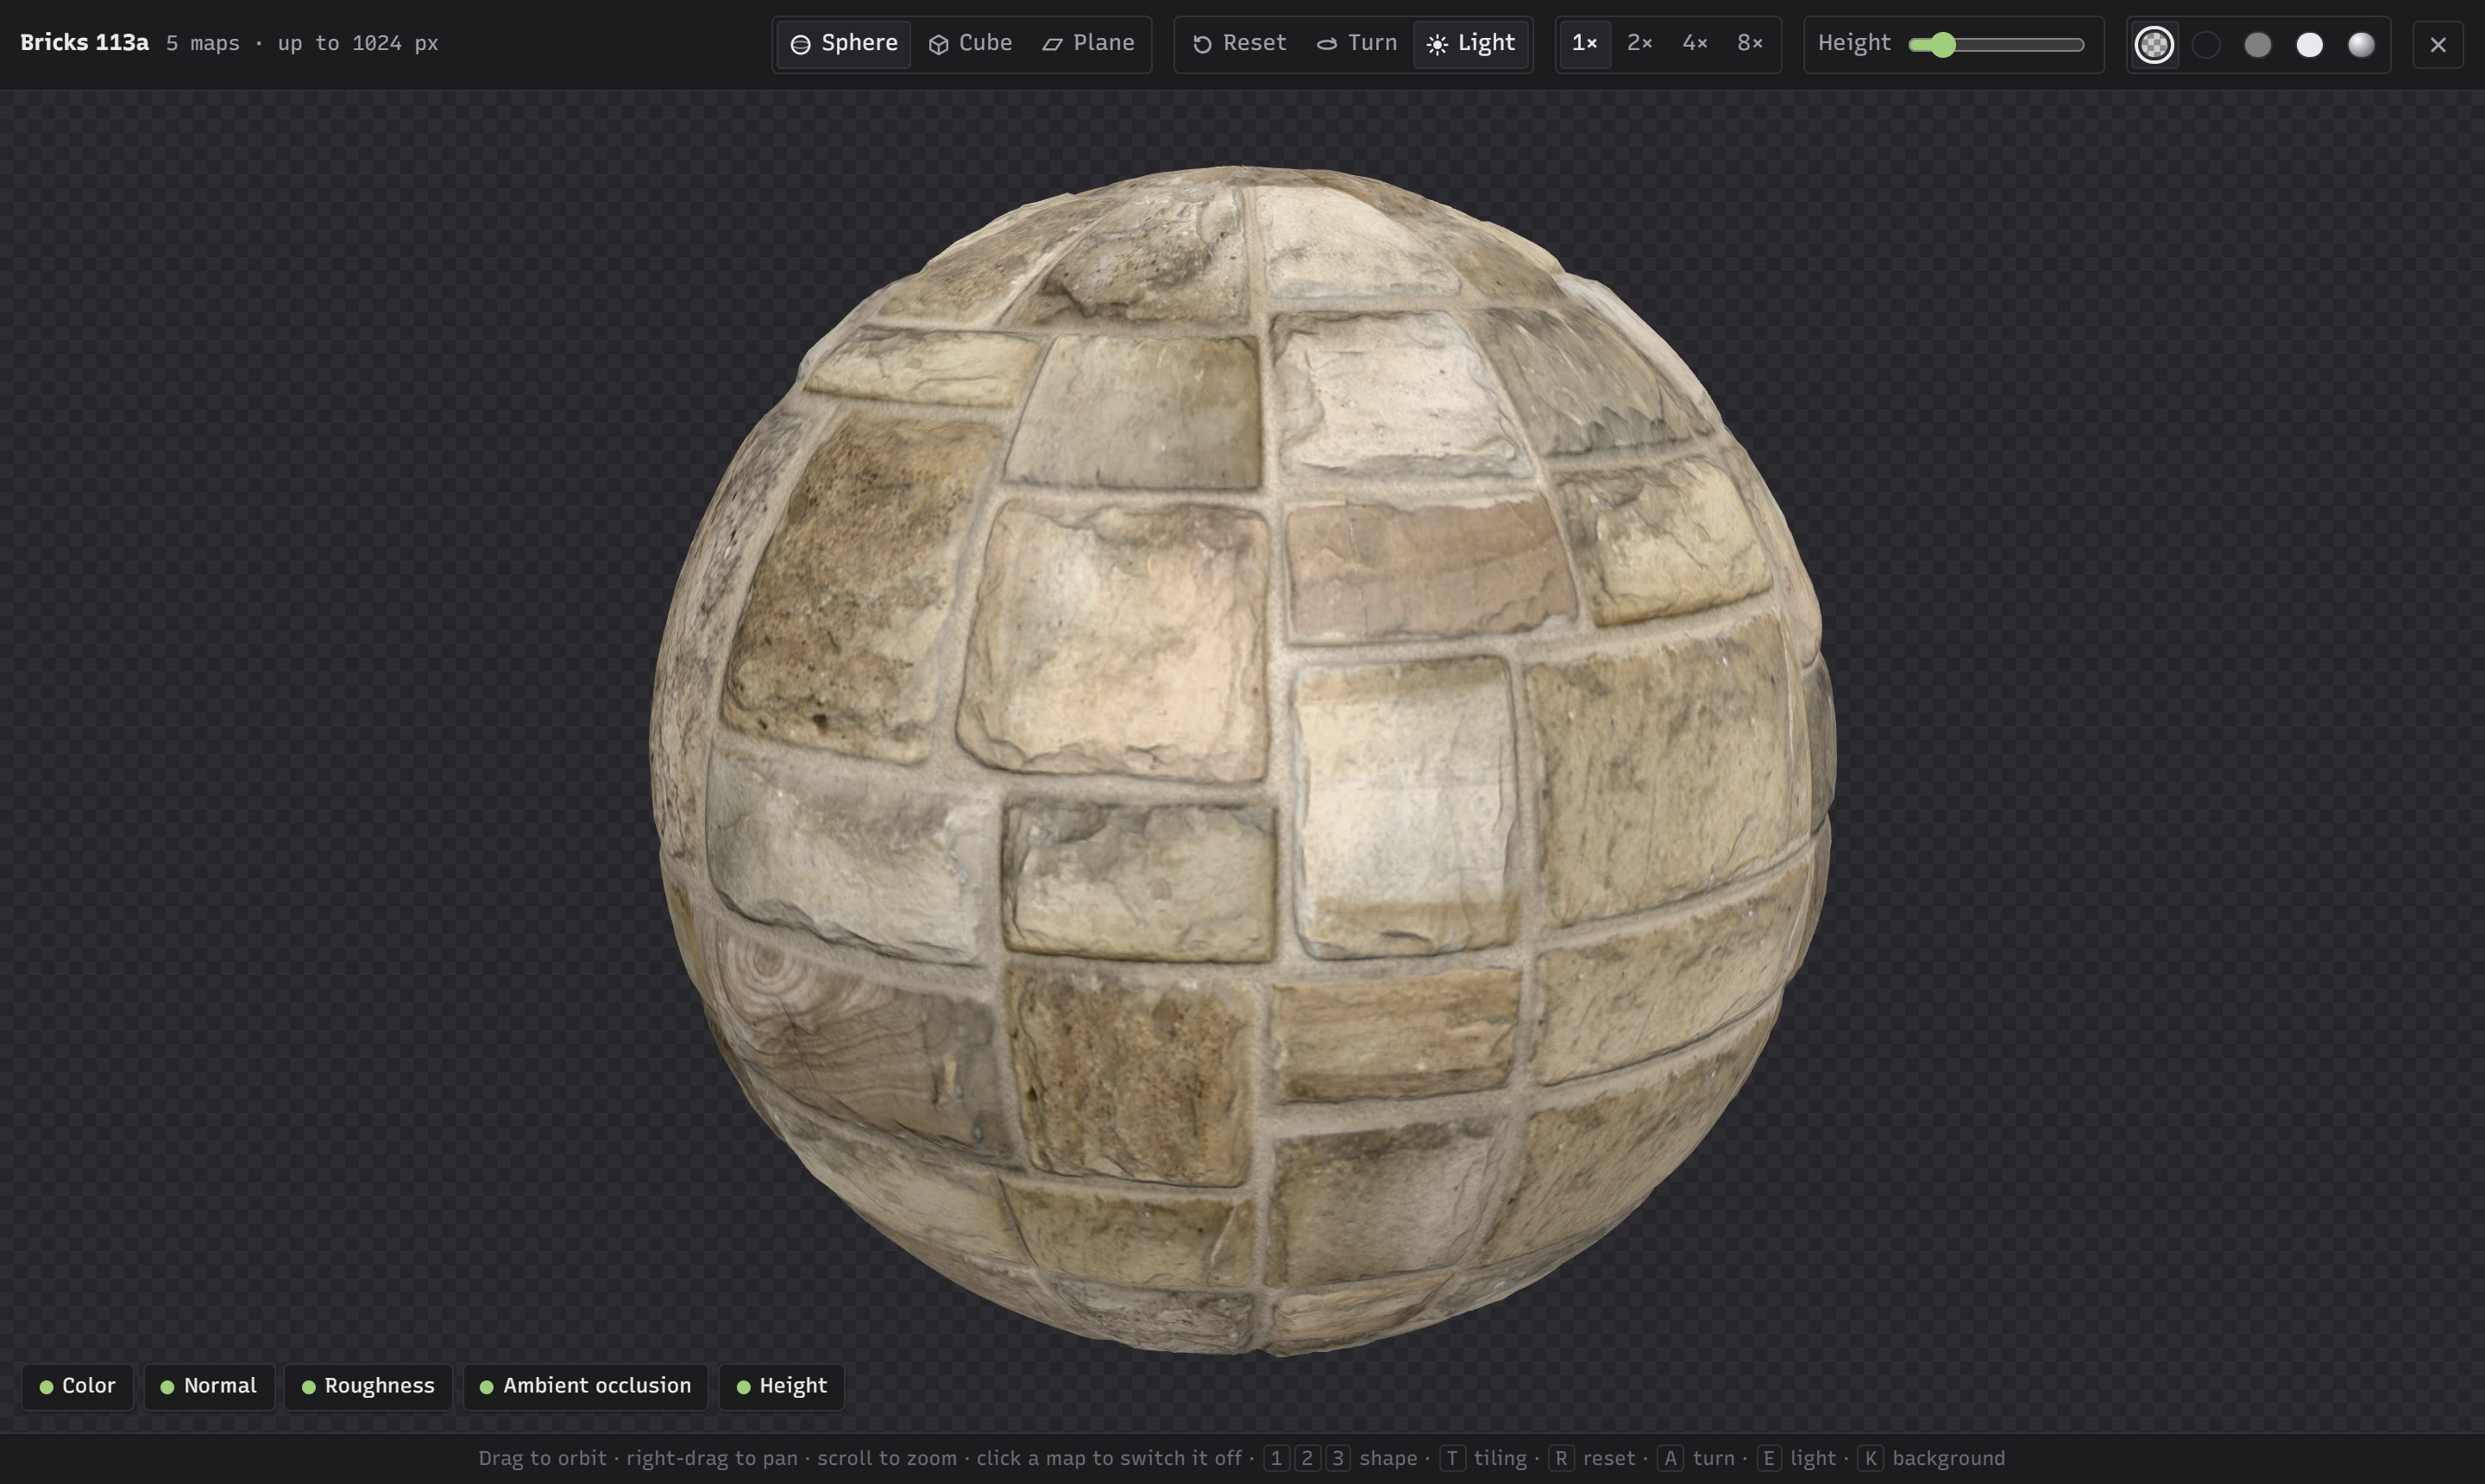 Bricks 113a 5 maps · up to 1024 px Sphere Cube Plane Reset Turn Light 1× 2× 4× 8× Height
Color Normal Roughness Ambient occlusion Height
Drag to orbit · right-drag to pan · scroll to zoom · click a map to switch it off · 1 2 3 shape · T tiling · R reset · A turn · E light · K background